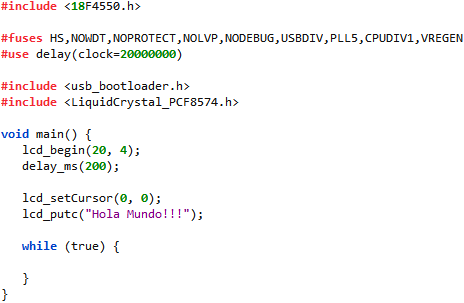 #include <18F4550.h>
#fuses HS,NOWDT,NOPROTECT,NOLVP,NODEBUG,USBDIV,PLL5,CPUDIV1,VREGEN
#use delay(clock=20000000)
#include <usb_bootloader.h>
#include <LiquidCrystal_PCF8574.h>
void main() {
lcd_begin(20, 4);
delay_ms(200);
lcd_setCursor(0, 0);
lcd_putc("Hola Mundo!!!");
while (true) {
}
}